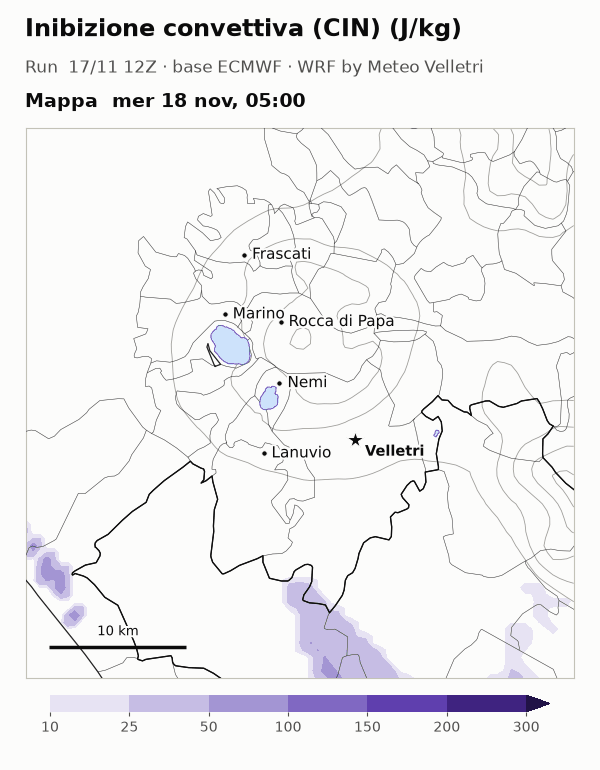 Inibizione convettiva (CIN) (J/kg)
Run  17/11 12Z · base ECMWF · WRF by Meteo Velletri
Mappa  mer 18 nov, 05:00
Frascati
Marino
Rocca di Papa
Nemi
Velletri
Lanuvio
10 km
10 25 50 100 150 200 300